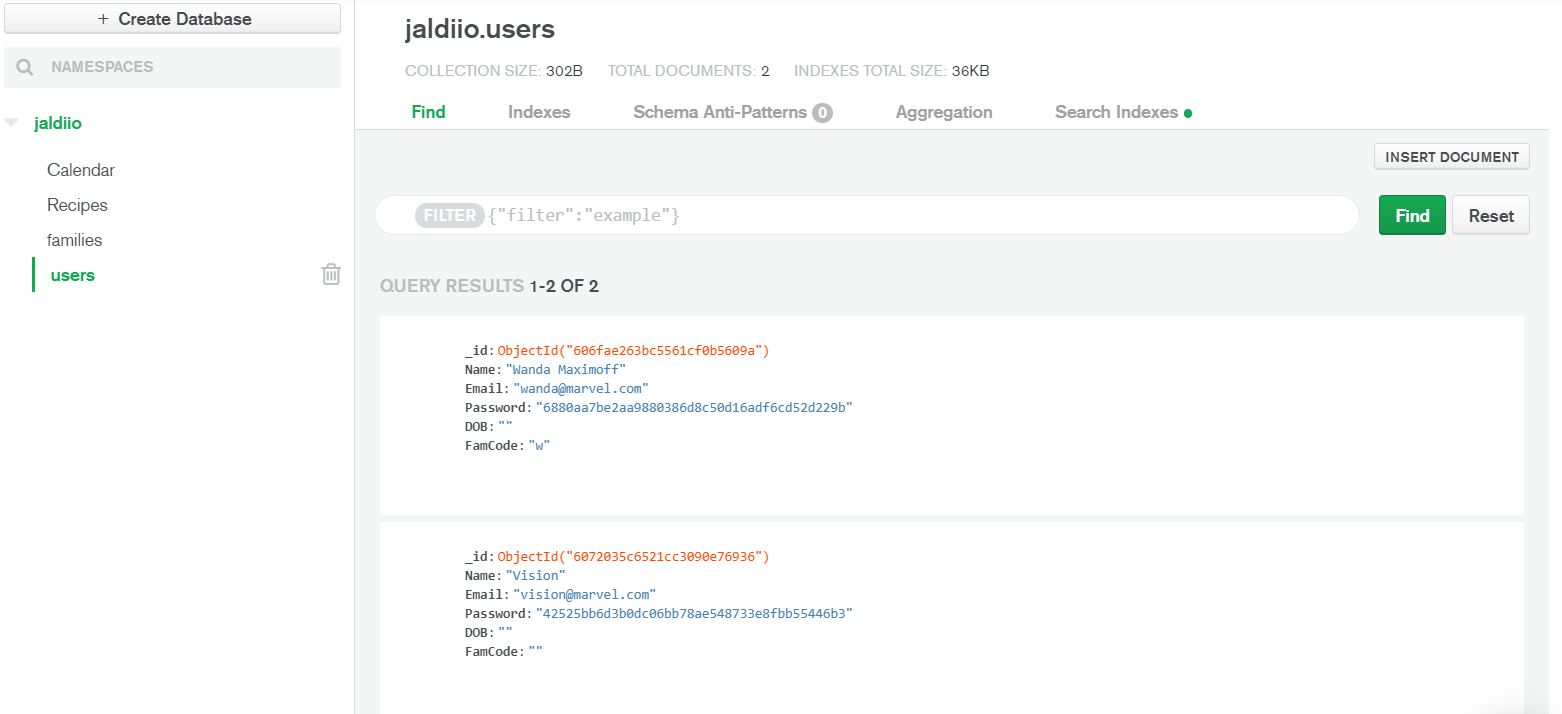 + Create Database
NAMESPACES
jaldiio
Calendar
Recipes
families
users
jaldiio.users
COLLECTION SIZE: 302B TOTAL DOCUMENTS: 2 INDEXES TOTAL SIZE: 36KB
Find Indexes Schema Anti-Patterns 0 Aggregation Search Indexes
INSERT DOCUMENT
FILTER {"filter":"example"} Find Reset
QUERY RESULTS 1-2 OF 2
_id: ObjectId("606fae263bc5561cf0b5609a")
Name: "Wanda Maximoff"
Email: "wanda@marvel.com"
Password: "6880aa7be2aa9880386d8c50d16adf6cd52d229b"
DOB: ""
FamCode: "w"
_id: ObjectId("6072035c6521cc3090e76936")
Name: "Vision"
Email: "vision@marvel.com"
Password: "42525bb6d3b0dc06bb78ae548733e8fbb55446b3"
DOB: ""
FamCode: ""